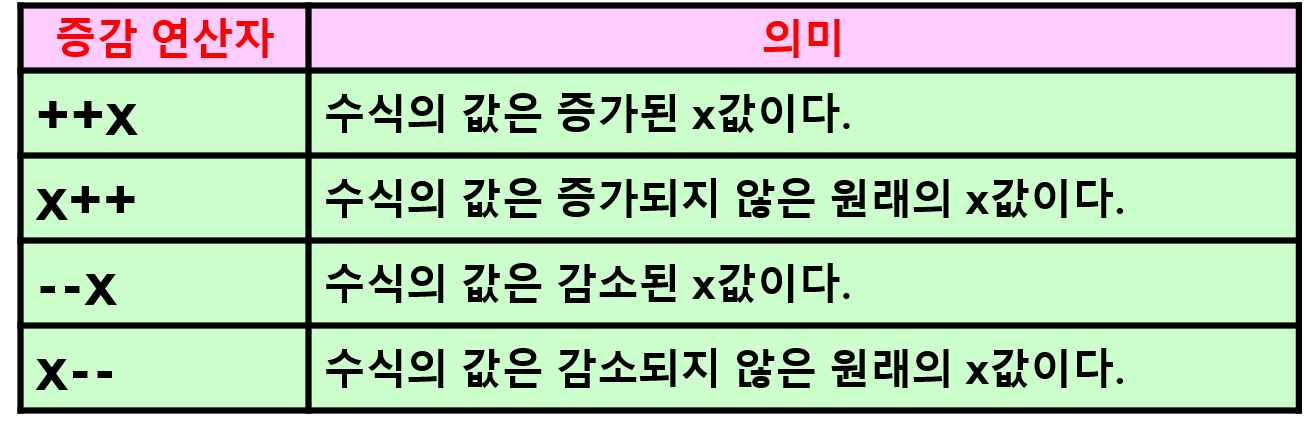 증감 연산자 의미
++x 수식의 값은 증가된 x값이다.
x++ 수식의 값은 증가되지 않은 원래의 x값이다.
--x 수식의 값은 감소된 x값이다.
x-- 수식의 값은 감소되지 않은 원래의 x값이다.